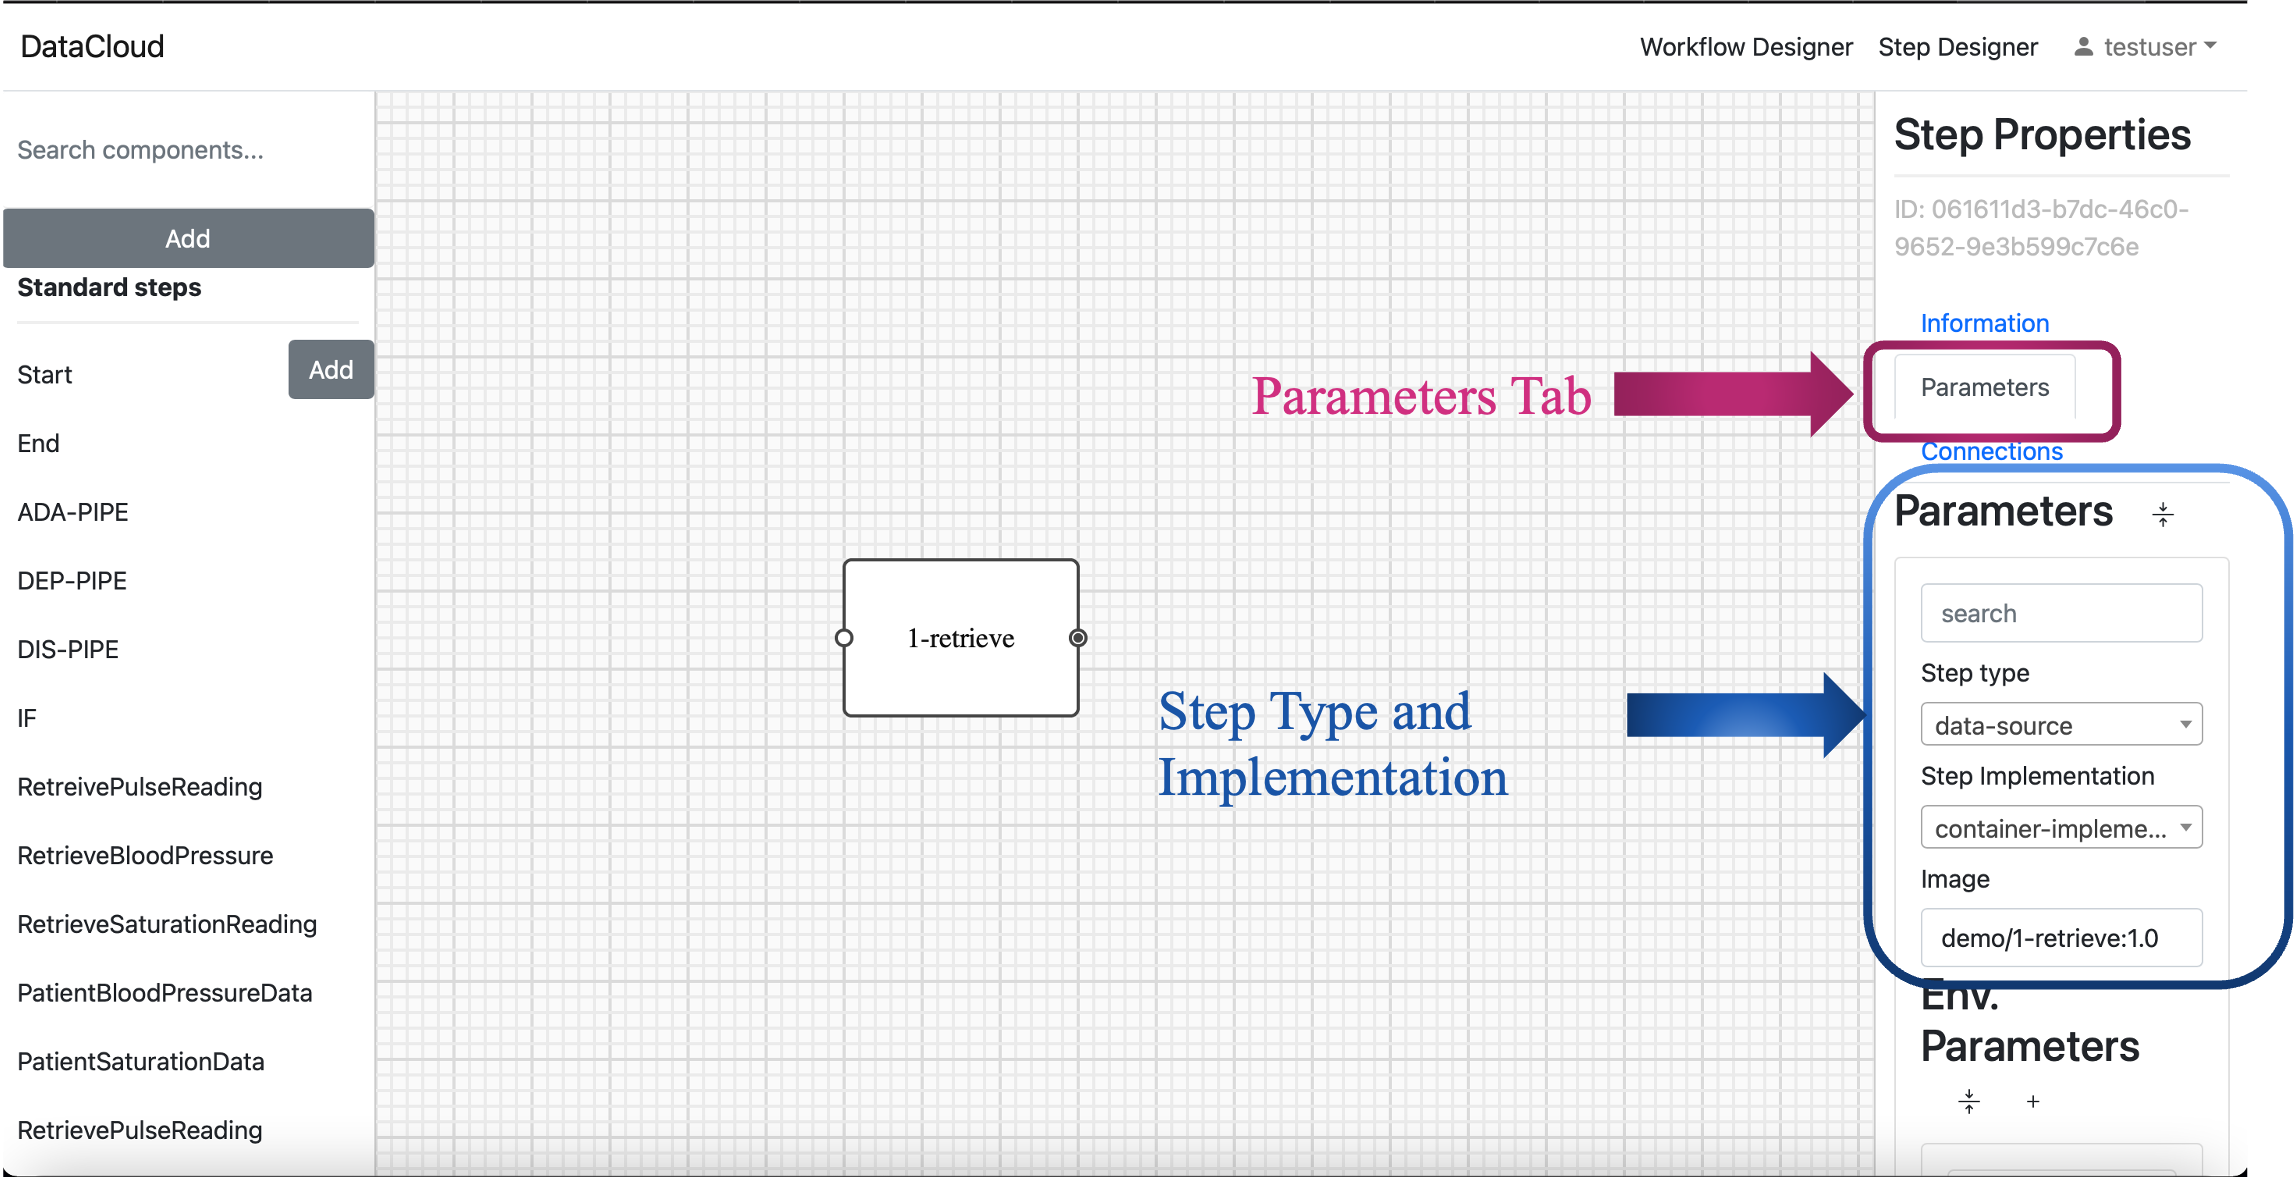 DataCloud
Workflow Designer Step Designer testuser
Search components...
Add
Standard steps
Start
Add
End
ADA-PIPE
DEP-PIPE
DIS-PIPE
IF
RetreivePulseReading
RetrieveBloodPressure
RetrieveSaturationReading
PatientBloodPressureData
PatientSaturationData
RetrievePulseReading
1-retrieve
Parameters Tab
Step Type and
Implementation
Step Properties
ID: 061611d3-b7dc-46c0-
9652-9e3b599c7c6e
Information
Parameters
Connections
Parameters
search
Step type
data-source
Step Implementation
container-impleme...
Image
demo/1-retrieve:1.0
Env.
Parameters
+